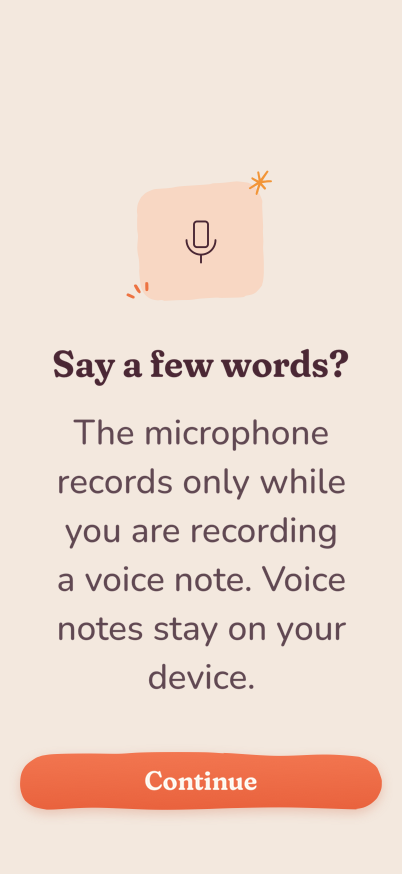 Say a few words?
The microphone
records only while
you are recording
a voice note. Voice
notes stay on your
device.
Continue